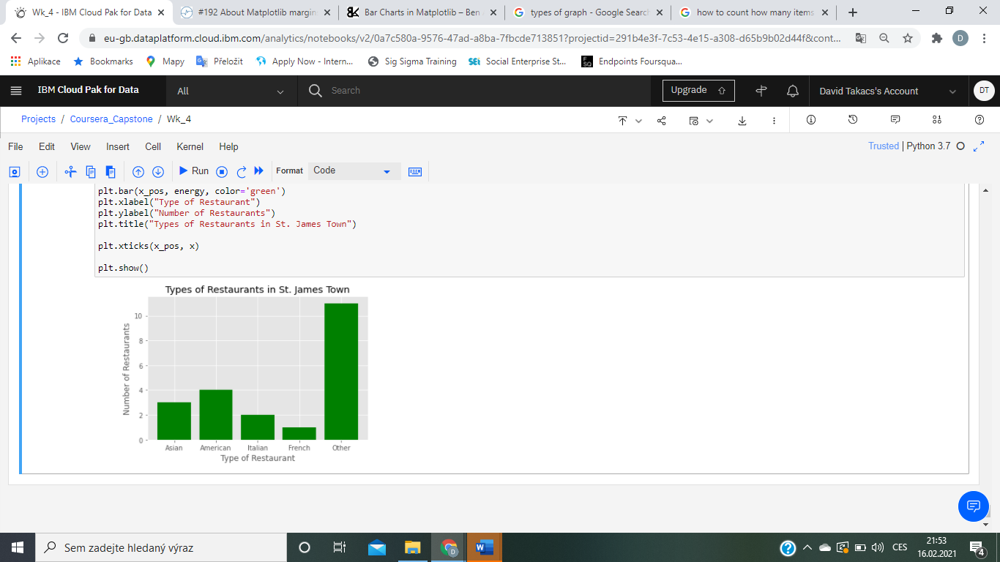 Wk_4 - IBM Cloud Pak for Data
#192 About Matplotlib margin
Bar Charts in Matplotlib – Ben
types of graph - Google Search
how to count how many items
eu-gb.dataplatform.cloud.ibm.com/analytics/notebooks/v2/0a7c580a-9576-47ad-a8ba-7fbcde713851?projectid=291b4e3f-7c53-4e15-a308-d65b9b02d44f&cont...
D
Aplikace
Bookmarks
Mapy
Přeložit
Apply Now - Intern...
Sig Sigma Training
Social Enterprise St...
Endpoints Foursqua...
IBM Cloud Pak for Data
All
Search
Upgrade
David Takacs's Account
DT
Projects / Coursera_Capstone / Wk_4
File Edit View Insert Cell Kernel Help
Trusted | Python 3.7
Run
Format
Code
plt.bar(x_pos, energy, color='green')
plt.xlabel("Type of Restaurant")
plt.ylabel("Number of Restaurants")
plt.title("Types of Restaurants in St. James Town")
plt.xticks(x_pos, x)
plt.show()
Types of Restaurants in St. James Town
Number of Restaurants
10
8
6
4
2
0
Asian American Italian French Other
Type of Restaurant
Sem zadejte hledaný výraz
CES
21:53
16.02.2021
4